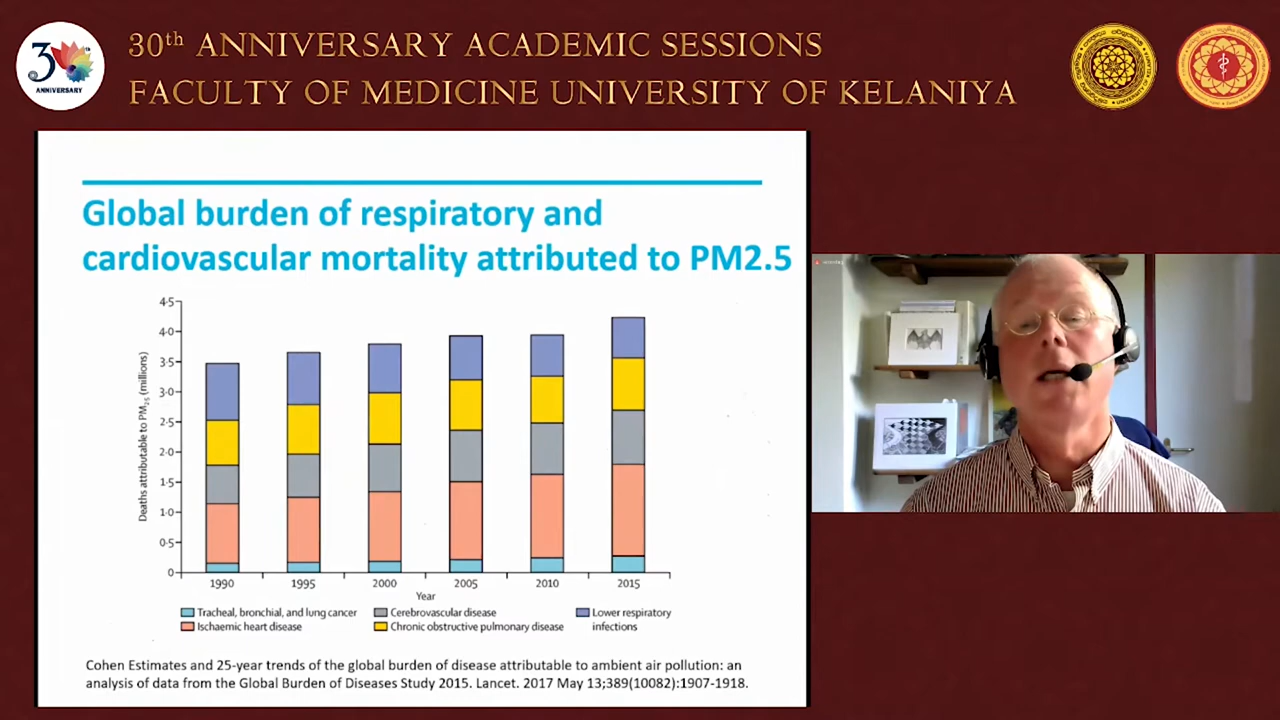 30th ANNIVERSARY ACADEMIC SESSIONS
FACULTY OF MEDICINE UNIVERSITY OF KELANIYA
30th
ANNIVERSARY
Global burden of respiratory and
cardiovascular mortality attributed to PM2.5
Deaths attributable to PM2·5 (millions)
4·5
4·0
3·5
3·0
2·5
2·0
1·5
1·0
0·5
0
1990 1995 2000 2005 2010 2015
Year
Tracheal, bronchial, and lung cancer
Ischaemic heart disease
Cerebrovascular disease
Chronic obstructive pulmonary disease
Lower respiratory
infections
Cohen Estimates and 25-year trends of the global burden of disease attributable to ambient air pollution: an
analysis of data from the Global Burden of Diseases Study 2015. Lancet. 2017 May 13;389(10082):1907-1918.